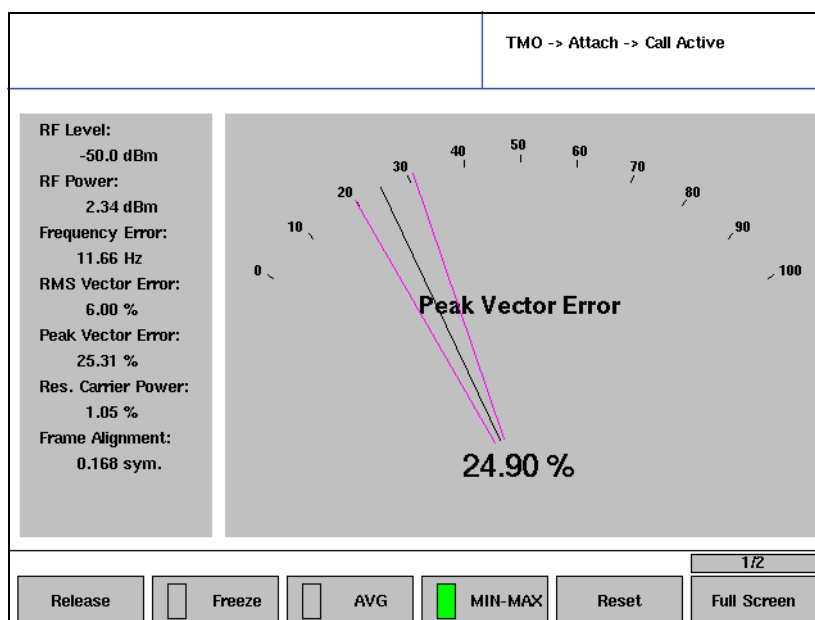 TMO -> Attach -> Call Active
RF Level:
-50.0 dBm
RF Power:
2.34 dBm
Frequency Error:
11.66 Hz
RMS Vector Error:
6.00 %
Peak Vector Error:
25.31 %
Res. Carrier Power:
1.05 %
Frame Alignment:
0.168 sym.
0
10
20
30
40
50
60
70
80
90
100
Peak Vector Error
24.90 %
1/2
Release
Freeze
AVG
MIN-MAX
Reset
Full Screen